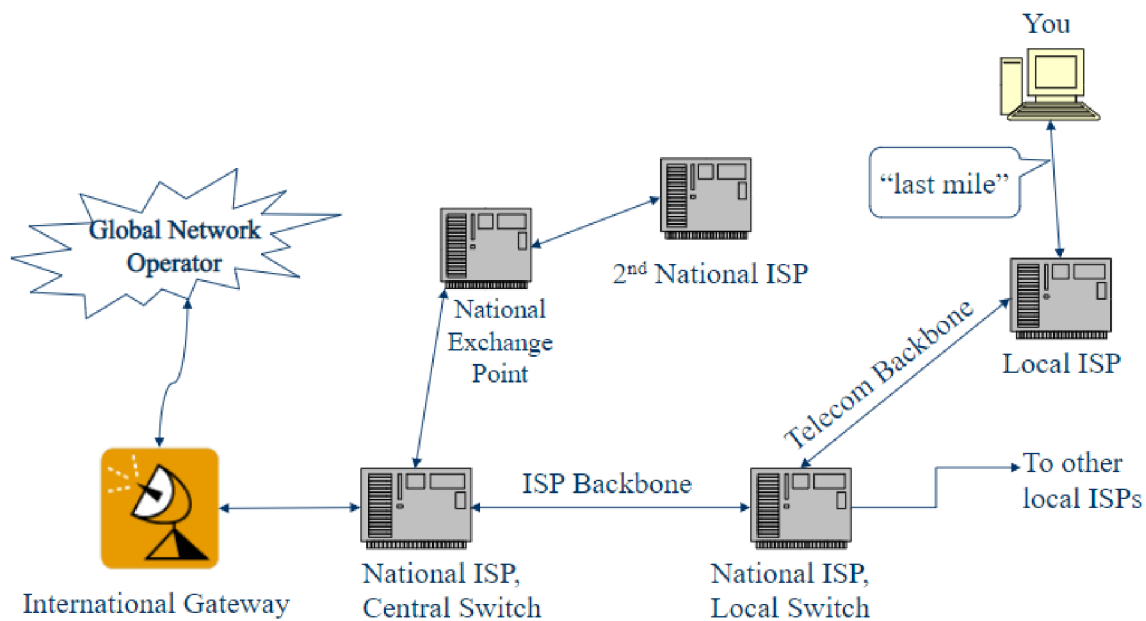 You
“last mile”
Global Network
Operator
2nd National ISP
National
Exchange
Point
Telecom Backbone
Local ISP
ISP Backbone
To other
local ISPs
International Gateway
National ISP,
Central Switch
National ISP,
Local Switch